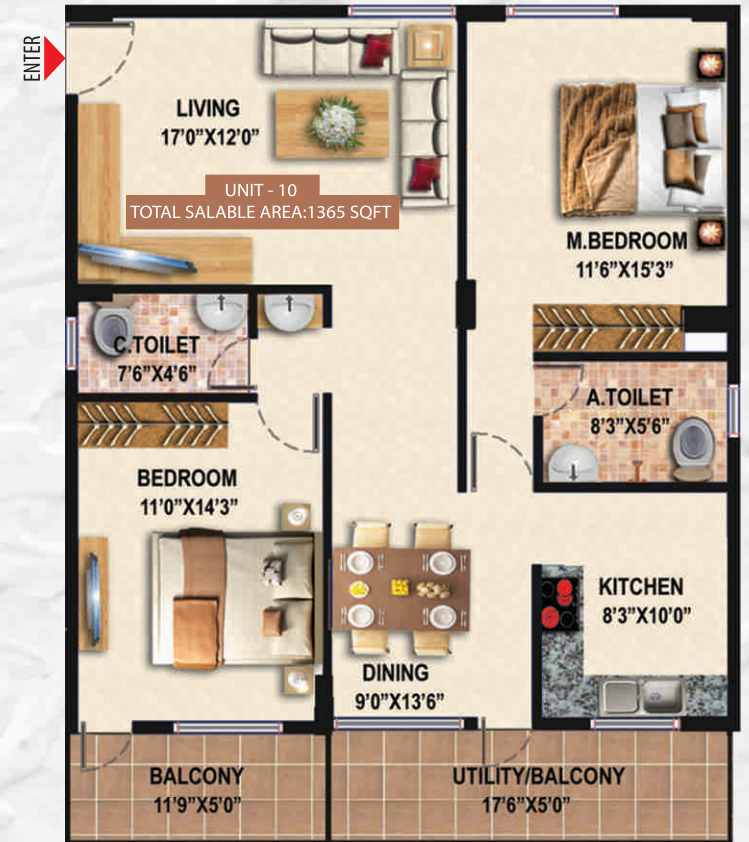 ENTER
LIVING
17'0"X12'0"
UNIT - 10
TOTAL SALABLE AREA:1365 SQFT
M.BEDROOM
11'6"X15'3"
C.TOILET
7'6"X4'6"
A.TOILET
8'3"X5'6"
BEDROOM
11'0"X14'3"
KITCHEN
8'3"X10'0"
DINING
9'0"X13'6"
BALCONY
11'9"X5'0"
UTILITY/BALCONY
17'6"X5'0"